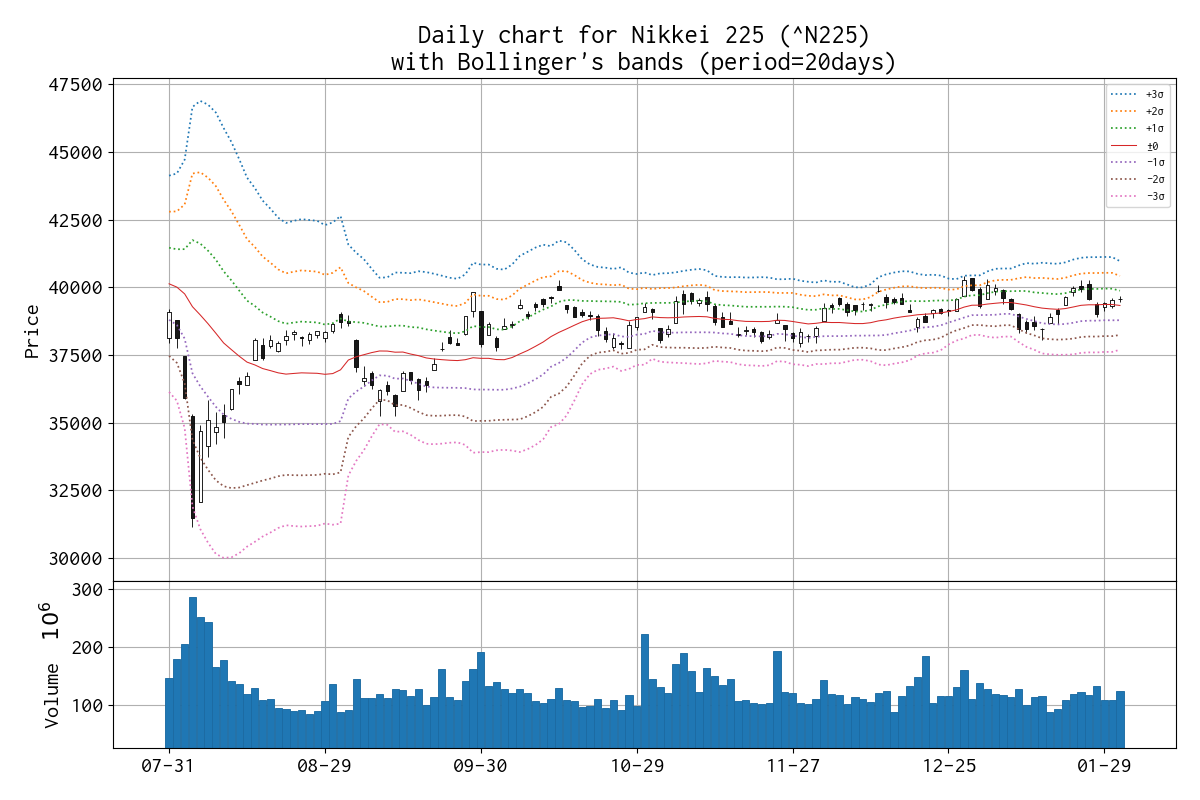 Daily chart for Nikkei 225 (^N225)
with Bollinger's bands (period=20days)
47500
45000
42500
40000
37500
35000
32500
30000
Price
+3σ
+2σ
+1σ
±0
−1σ
−2σ
−3σ
300
200
100
Volume 10⁶
07-31
08-29
09-30
10-29
11-27
12-25
01-29